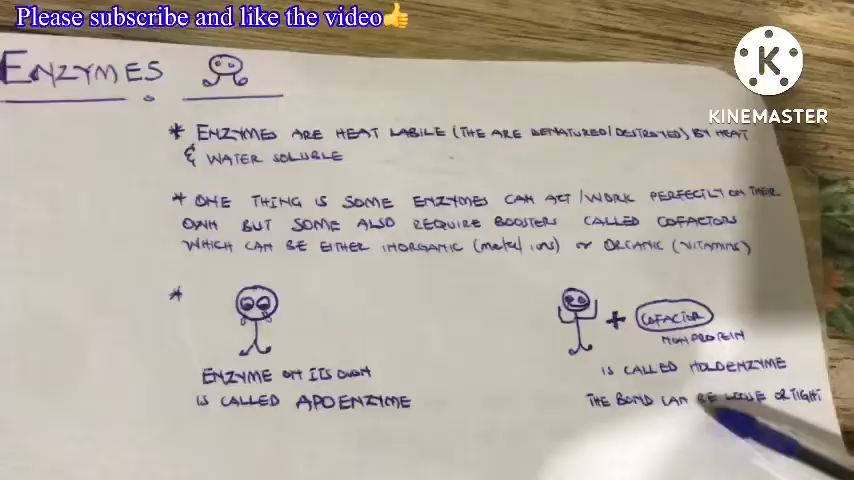 Please subscribe and like the video👍
K
KINEMASTER
ENZYMES
* ENZYMES ARE HEAT LABILE (THE ARE DENATURED/DESTROYED) BY HEAT
& WATER SOLUBLE
* ONE THING IS SOME ENZYMES CAN ACT/WORK PERFECTLY ON THEIR
OWN BUT SOME ALSO REQUIRE BOOSTERS CALLED COFACTORS
WHICH CAN BE EITHER INORGANIC (metal ions) or ORGANIC (VITAMINS)
*
ENZYME ON ITS OWN
IS CALLED APOENZYME
+ COFACTOR
NON PROTEIN
IS CALLED HOLOENZYME
THE BOND CAN BE LOOSE OR TIGHT